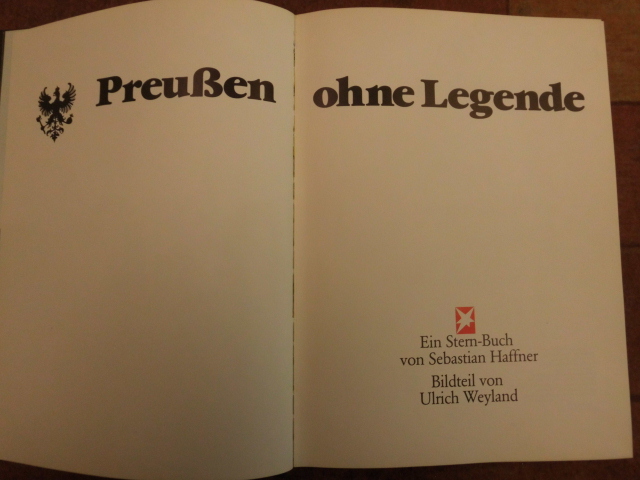 Preußen ohne Legende
Ein Stern-Buch
von Sebastian Haffner
Bildteil von
Ulrich Weyland